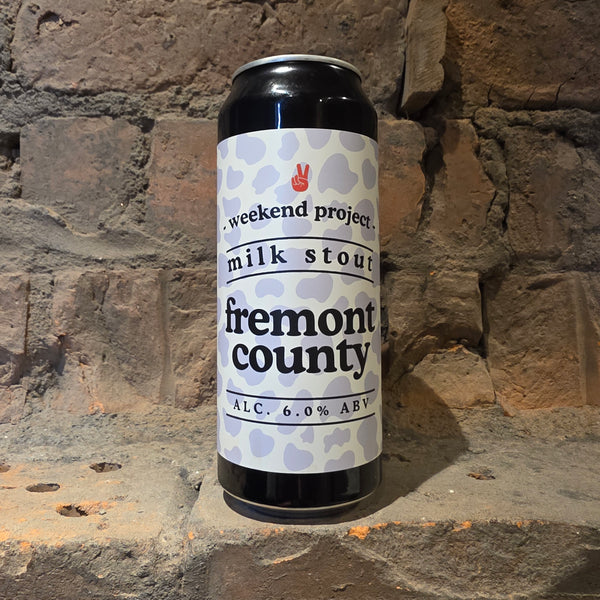 - weekend project -
milk stout
fremont
county
ALC. 6.0% ABV